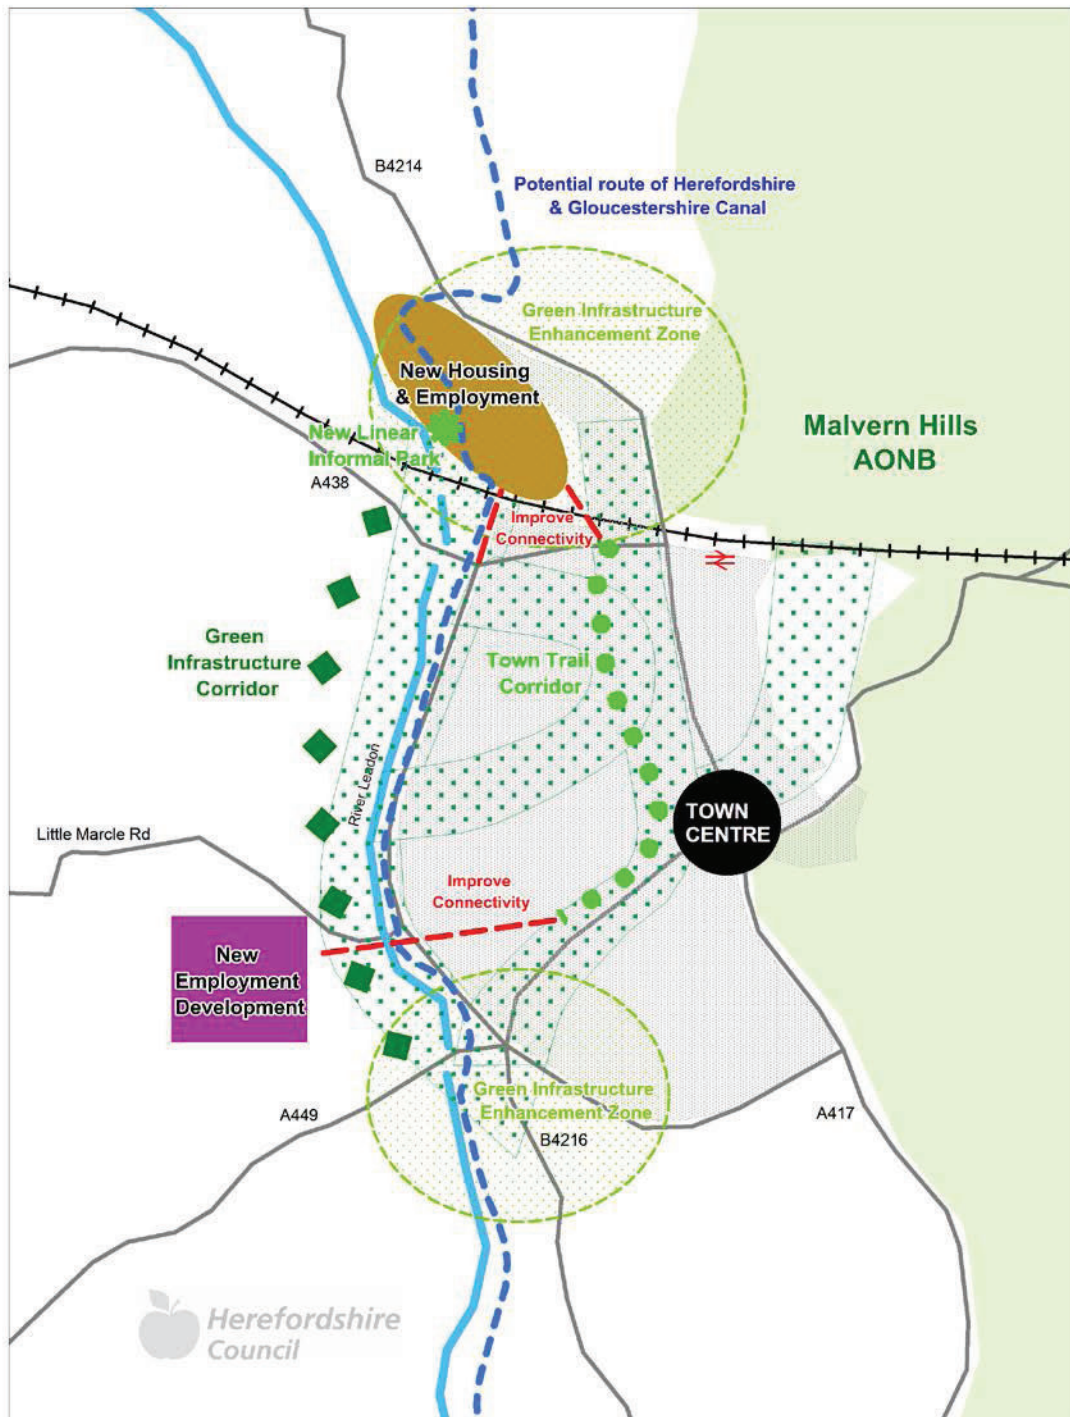 B4214
Potential route of Herefordshire
& Gloucestershire Canal
Green Infrastructure
Enhancement Zone
New Housing
& Employment
Malvern Hills
AONB
New Linear
Informal Park
A438
Improve
Connectivity
Green
Infrastructure
Corridor
Town Trail
Corridor
River Leadon
Little Marcle Rd
TOWN
CENTRE
Improve
Connectivity
New
Employment
Development
Green Infrastructure
Enhancement Zone
A449
B4216
A417
Herefordshire
Council